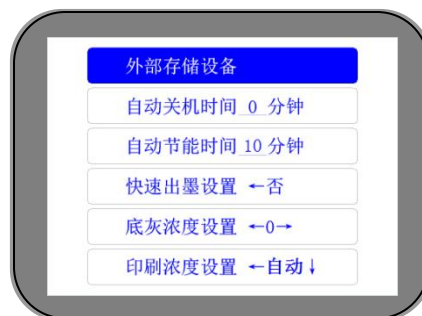 外部存储设备
自动关机时间 0 分钟
自动节能时间 10 分钟
快速出墨设置 ←否
底灰浓度设置 ←0→
印刷浓度设置 ←自动↓